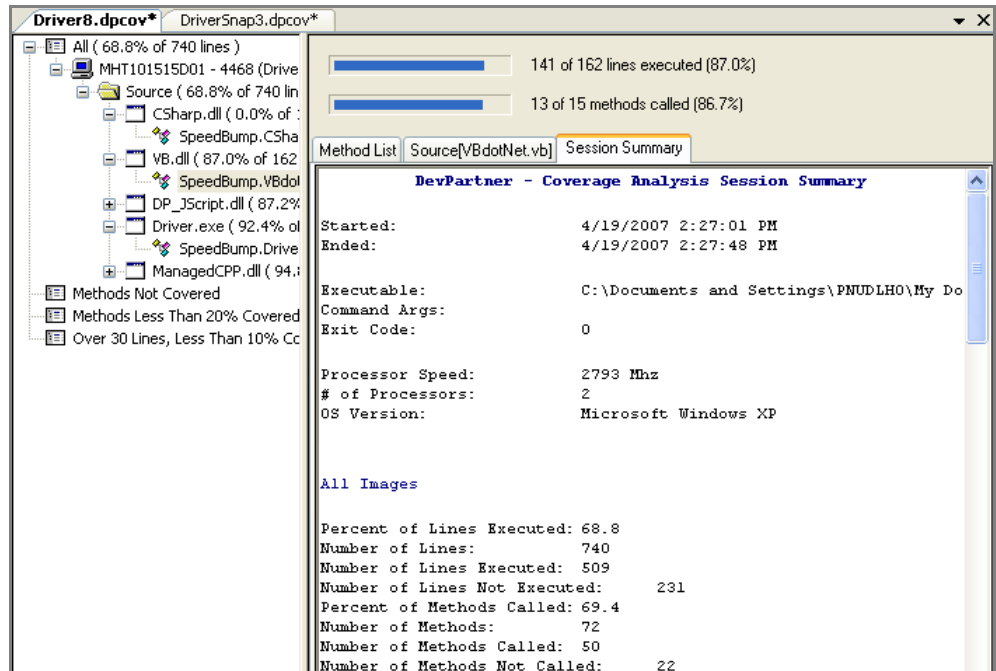 Driver8.dpcov*
DriverSnap3.dpcov*
All ( 68.8% of 740 lines )
MHT101515D01 - 4468 (Drive
Source ( 68.8% of 740 lin
CSharp.dll ( 0.0% of
SpeedBump.CSha
VB.dll ( 87.0% of 162
SpeedBump.VBdo
DP_JScript.dll ( 87.2%
Driver.exe ( 92.4% of
SpeedBump.Drive
ManagedCPP.dll ( 94.
Methods Not Covered
Methods Less Than 20% Covered
Over 30 Lines, Less Than 10% Co
141 of 162 lines executed (87.0%)
13 of 15 methods called (86.7%)
Method List
Source[VBdotNet.vb]
Session Summary
DevPartner - Coverage Analysis Session Summary
Started: 4/19/2007 2:27:01 PM
Ended: 4/19/2007 2:27:48 PM
Executable: C:\Documents and Settings\PNUDLHO\My Do
Command Args:
Exit Code: 0
Processor Speed: 2793 Mhz
# of Processors: 2
OS Version: Microsoft Windows XP
All Images
Percent of Lines Executed: 68.8
Number of Lines: 740
Number of Lines Executed: 509
Number of Lines Not Executed: 231
Percent of Methods Called: 69.4
Number of Methods: 72
Number of Methods Called: 50
Number of Methods Not Called: 22